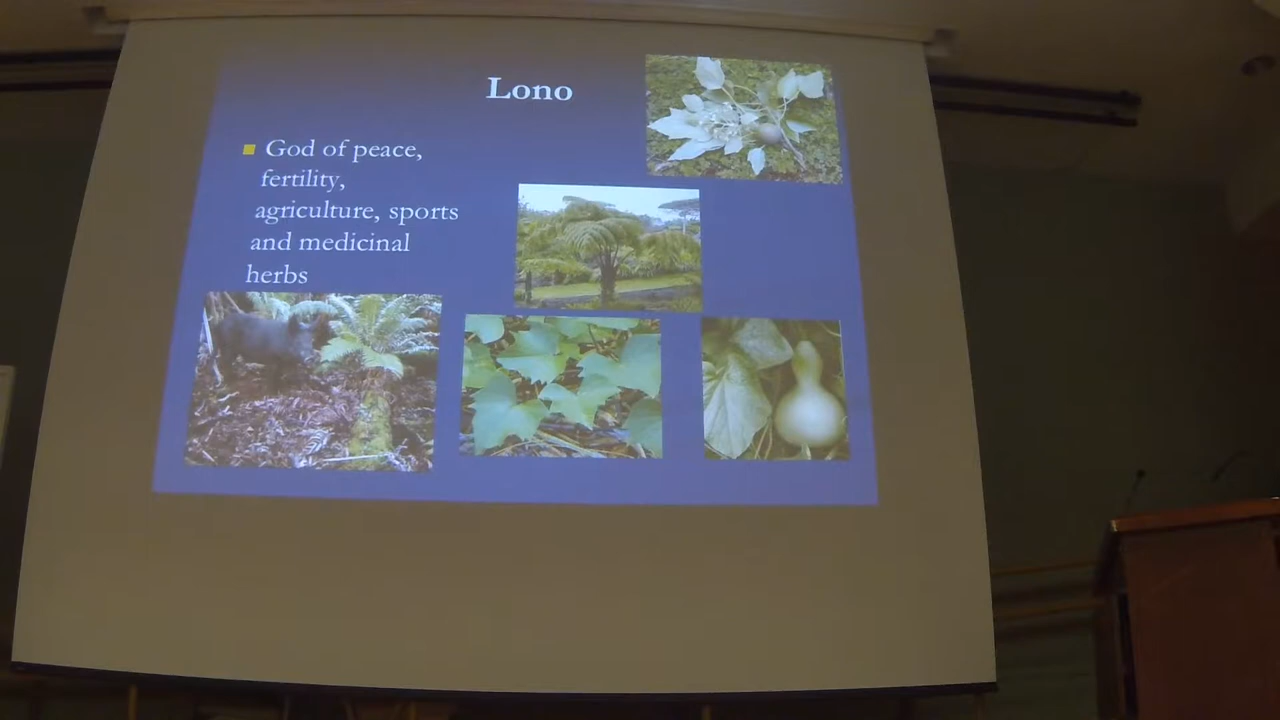 Lono
God of peace,
fertility,
agriculture, sports
and medicinal
herbs